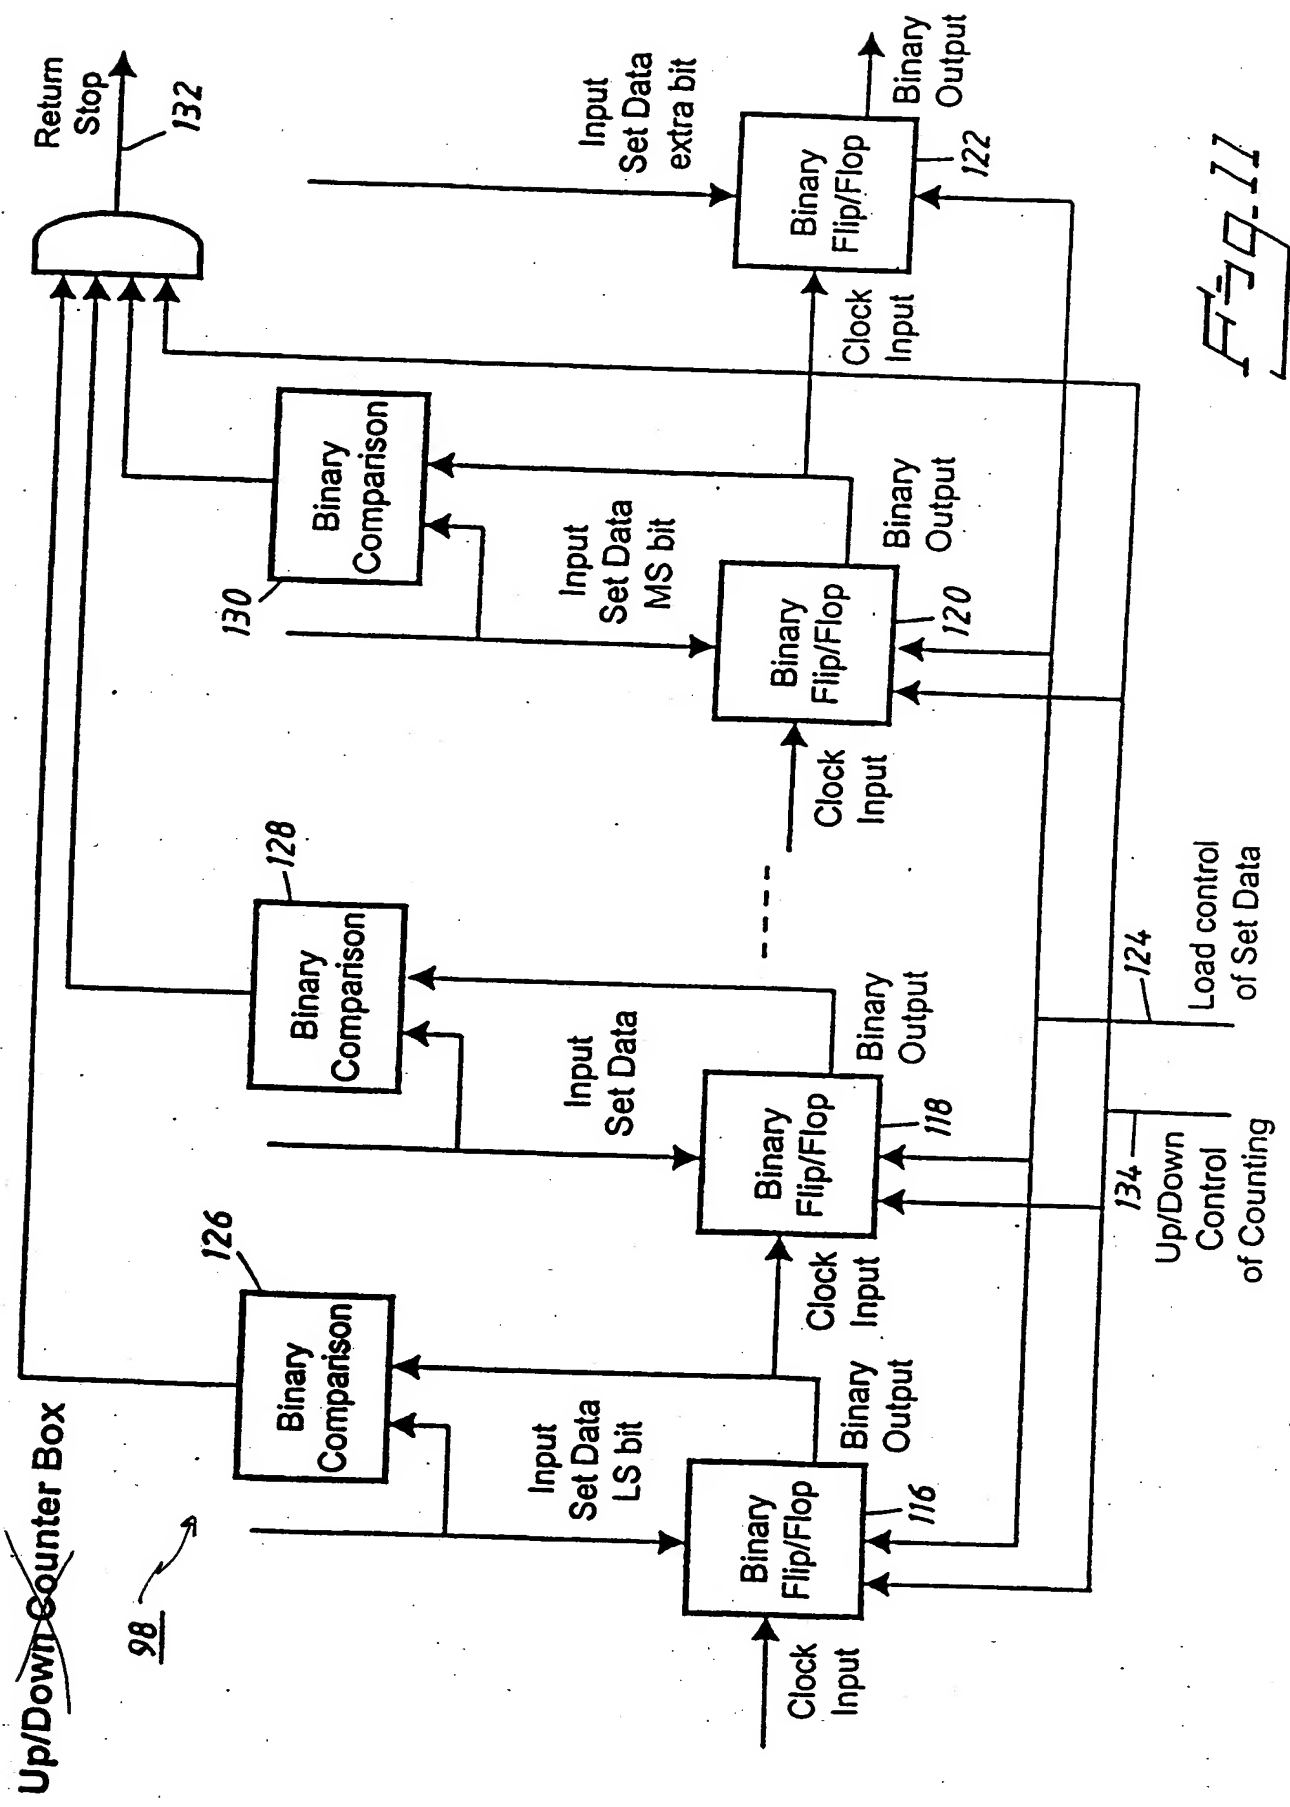 Up/Down Counter Box
98
Return
Stop
132
126
Binary
Comparison
128
Binary
Comparison
130
Binary
Comparison
Input
Set Data
LS bit
Input
Set Data
Input
Set Data
MS bit
Input
Set Data
extra bit
Clock
Input
Binary
Flip/Flop
116
Binary
Output
Clock
Input
Binary
Flip/Flop
118
Binary
Output
Clock
Input
Binary
Flip/Flop
120
Binary
Output
Clock
Input
Binary
Flip/Flop
122
Binary
Output
134
Up/Down
Control
of Counting
124
Load control
of Set Data
Fig. 11